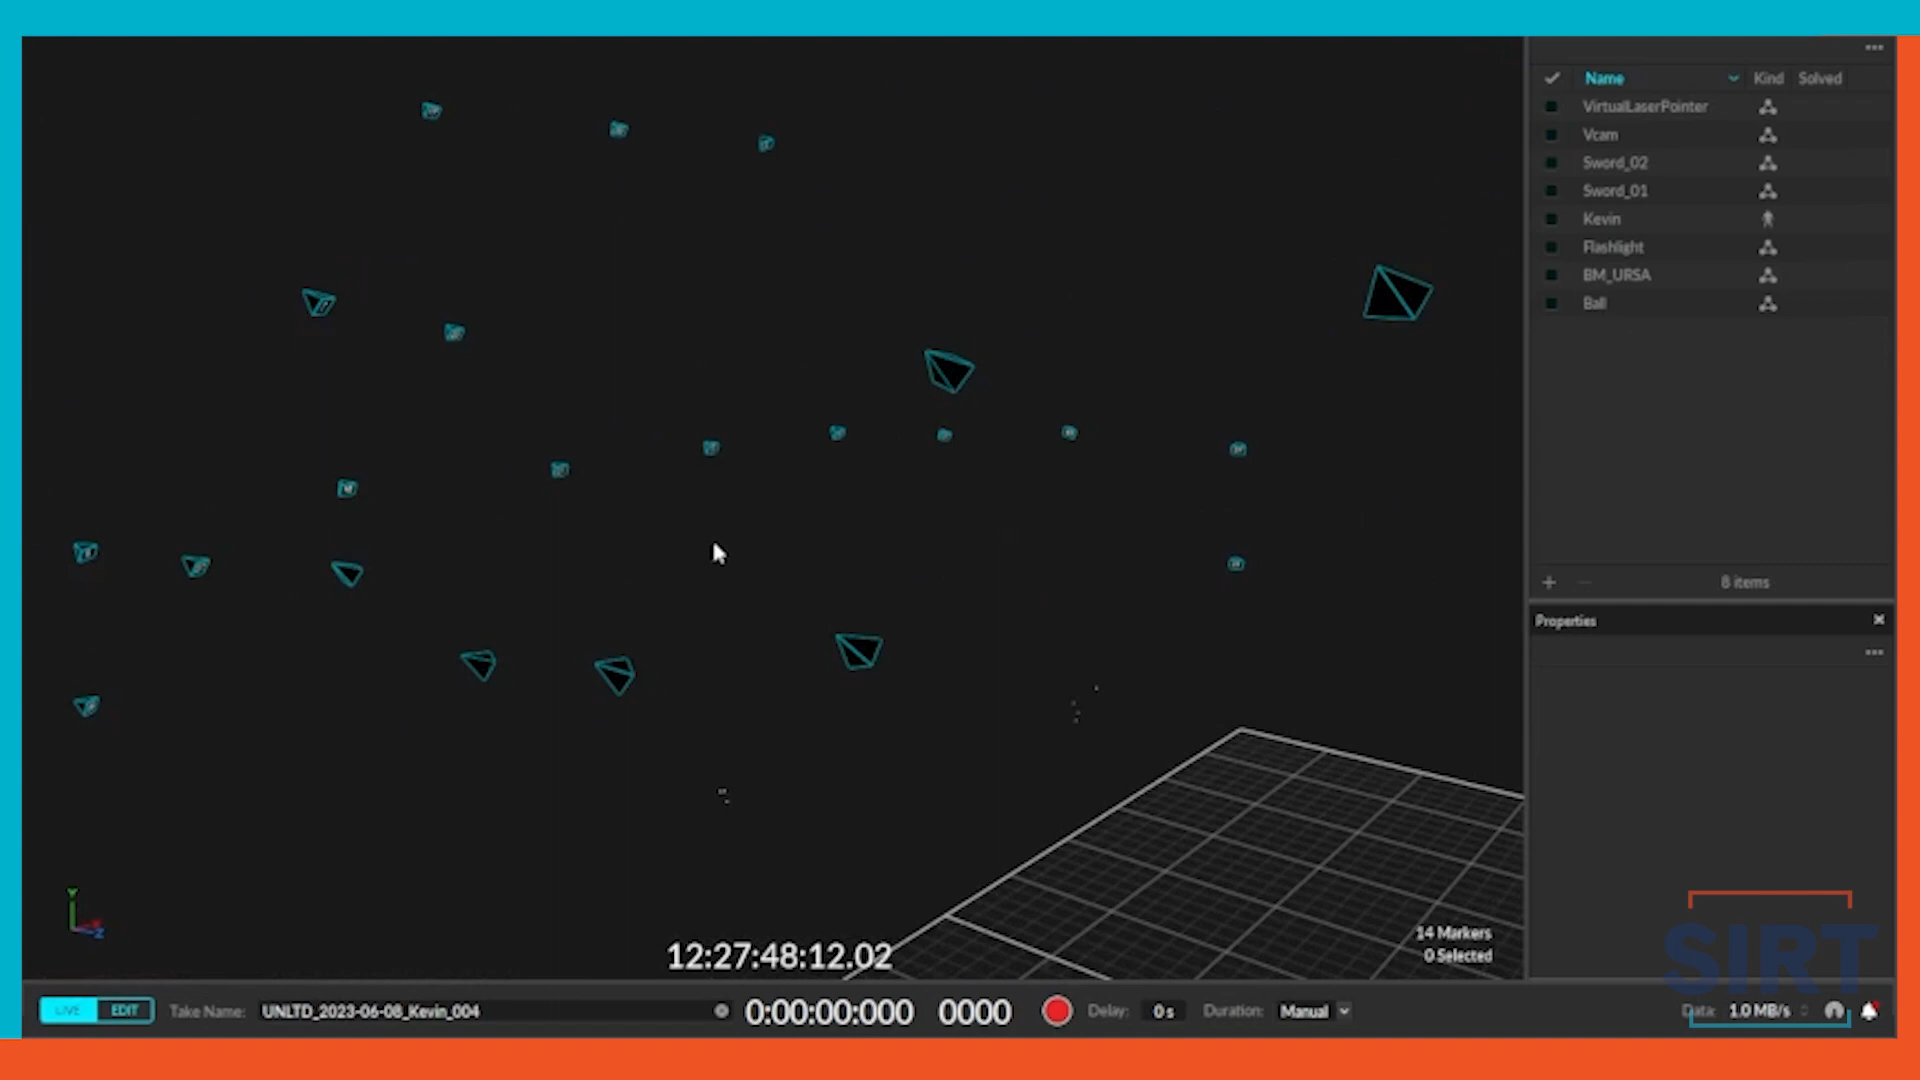 Name Kind Solved
VirtualLaserPointer
Vcam
Sword_02
Sword_01
Kevin
Flashlight
BM_URSA
Ball
8 items
Properties
14 Markers
0 Selected
12:27:48:12.02
SIRT
LIVE EDIT Take Name: UNLTD_2023-06-08_Kevin_004 0:00:00:000 0000 Delay: 0 s Duration: Manual Data: 1.0 MB/s